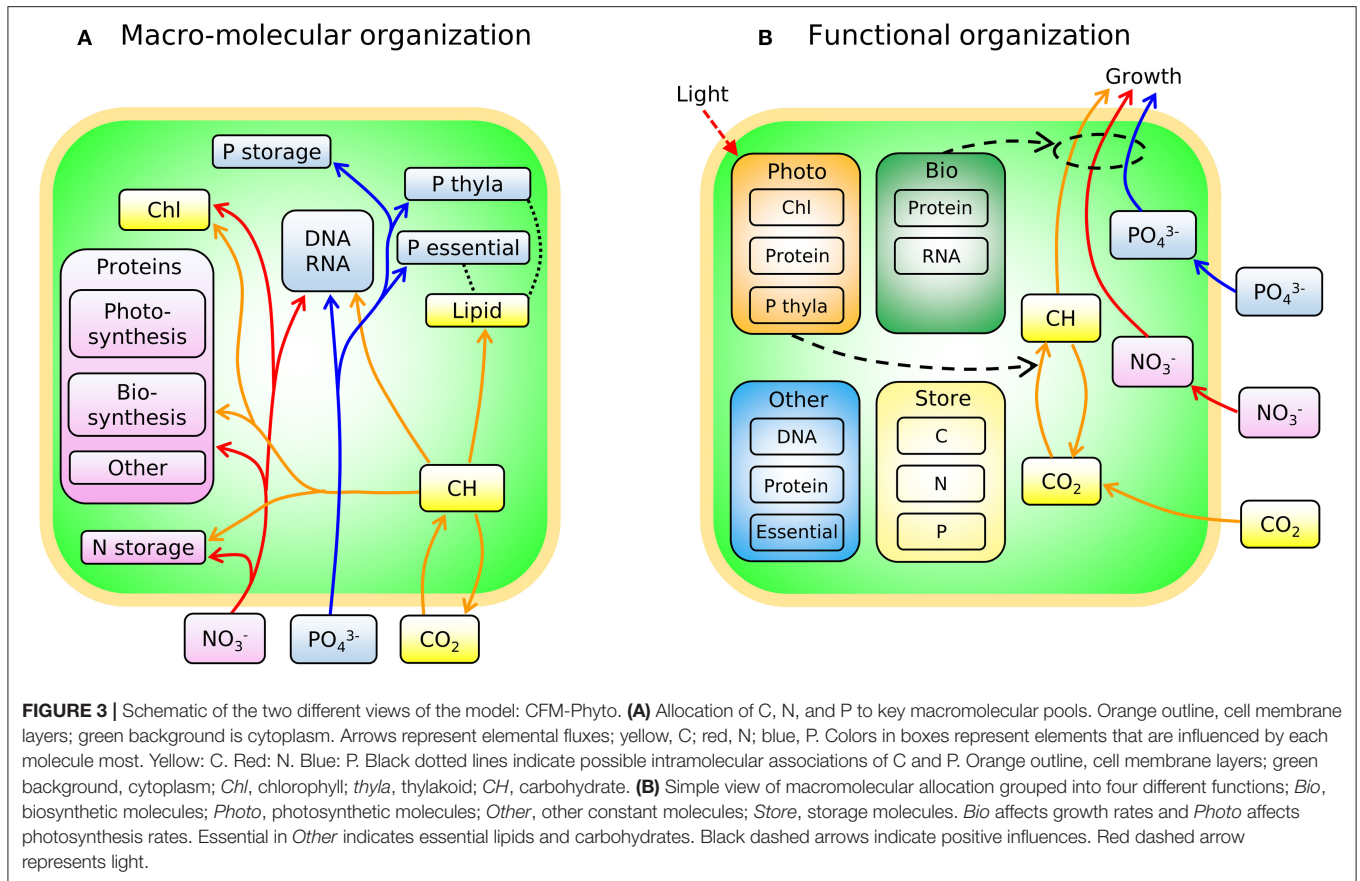 A Macro-molecular organization
P storage
P thyla
Chl
DNA
RNA
P essential
Proteins
Photo-
synthesis
Lipid
Bio-
synthesis
Other
CH
N storage
NO₃⁻
PO₄³⁻
CO₂
B Functional organization
Growth
Light
Photo
Chl
Protein
P thyla
Bio
Protein
RNA
PO₄³⁻
PO₄³⁻
CH
NO₃⁻
NO₃⁻
Other
DNA
Protein
Essential
Store
C
N
P
CO₂
CO₂
FIGURE 3 | Schematic of the two different views of the model: CFM-Phyto. (A) Allocation of C, N, and P to key macromolecular pools. Orange outline, cell membrane
layers; green background is cytoplasm. Arrows represent elemental fluxes; yellow, C; red, N; blue, P. Colors in boxes represent elements that are influenced by each
molecule most. Yellow: C. Red: N. Blue: P. Black dotted lines indicate possible intramolecular associations of C and P. Orange outline, cell membrane layers; green
background, cytoplasm; Chl, chlorophyll; thyla, thylakoid; CH, carbohydrate. (B) Simple view of macromolecular allocation grouped into four different functions; Bio,
biosynthetic molecules; Photo, photosynthetic molecules; Other, other constant molecules; Store, storage molecules. Bio affects growth rates and Photo affects
photosynthesis rates. Essential in Other indicates essential lipids and carbohydrates. Black dashed arrows indicate positive influences. Red dashed arrow
represents light.